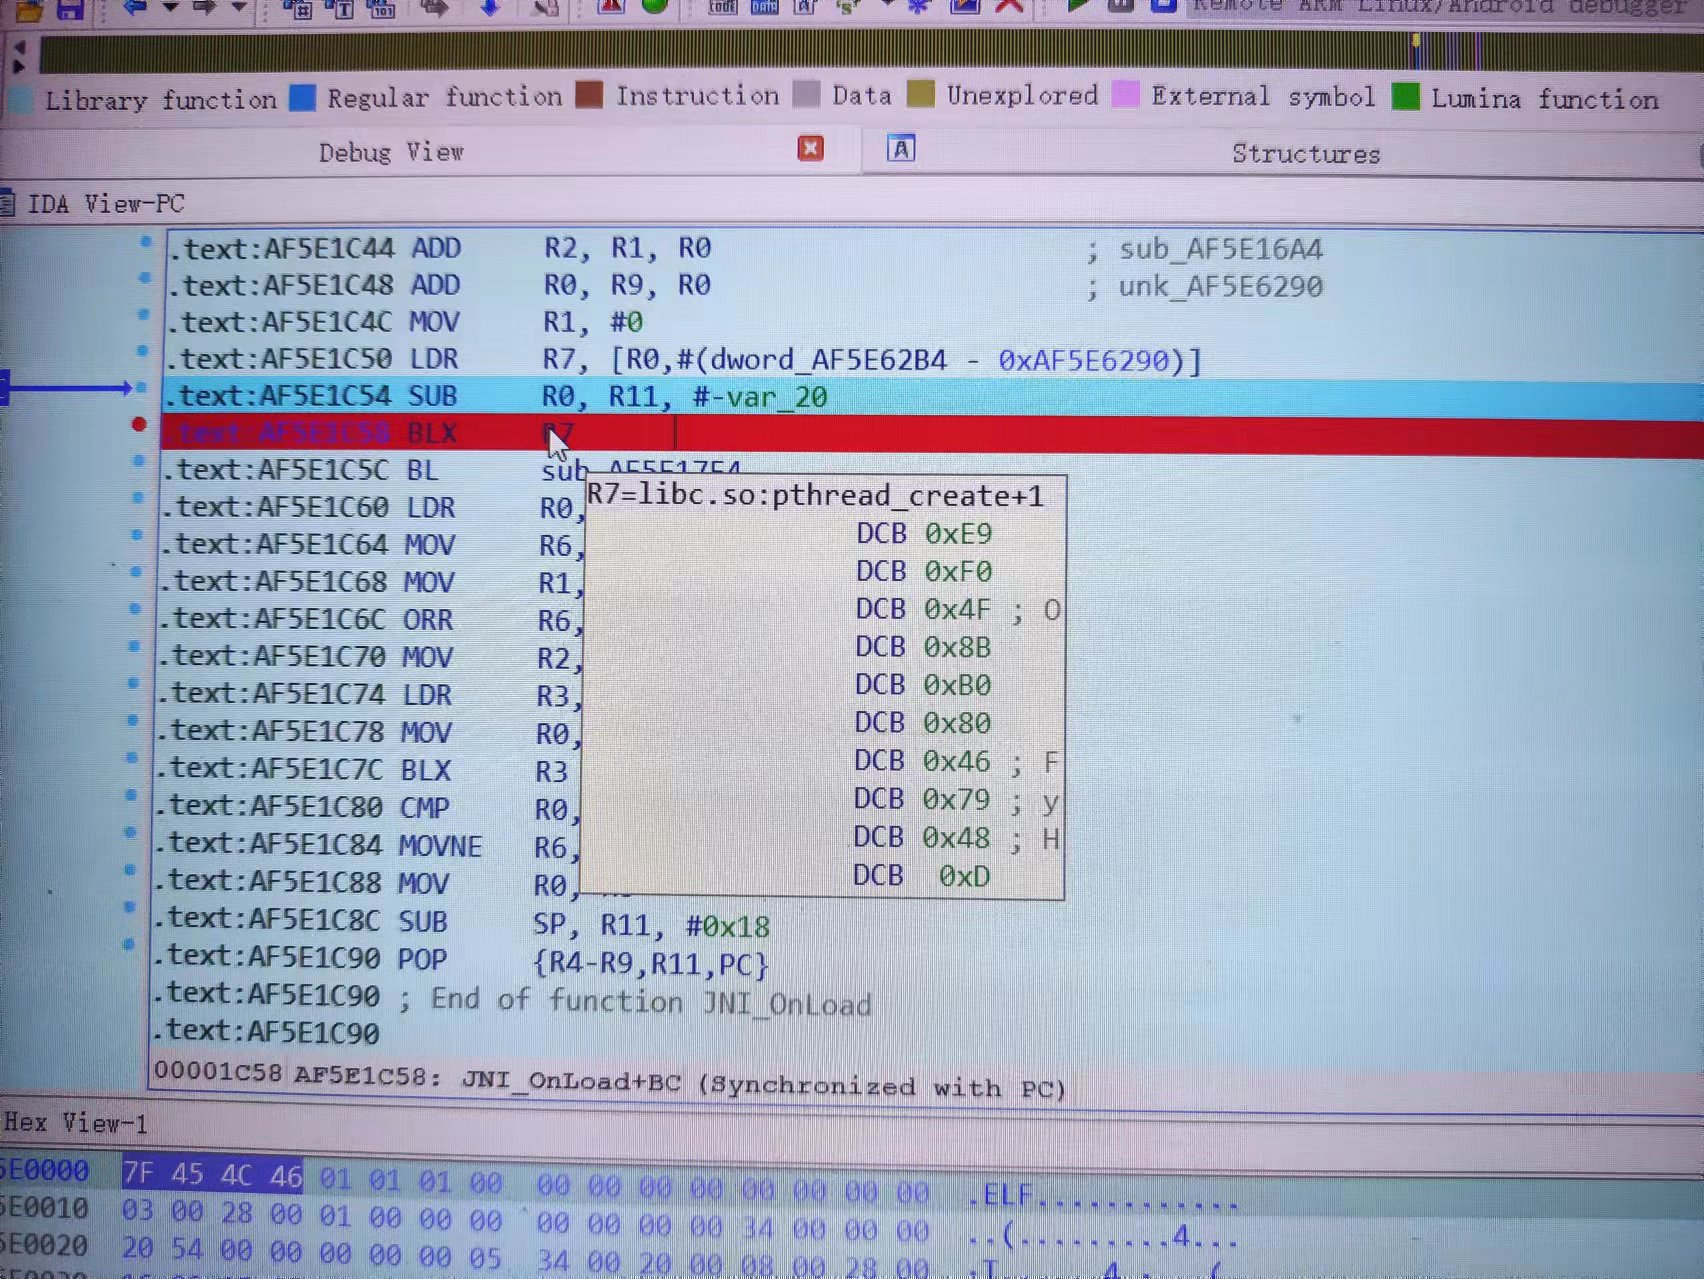 Remote ARM Linux/Android debugger
Library function Regular function Instruction Data Unexplored External symbol Lumina function
Debug View A Structures
IDA View-PC
.text:AF5E1C44 ADD R2, R1, R0 ; sub_AF5E16A4
.text:AF5E1C48 ADD R0, R9, R0 ; unk_AF5E6290
.text:AF5E1C4C MOV R1, #0
.text:AF5E1C50 LDR R7, [R0,#(dword_AF5E62B4 - 0xAF5E6290)]
.text:AF5E1C54 SUB R0, R11, #-var_20
.text:AF5E1C58 BLX R7
.text:AF5E1C5C BL sub_AF5E17E4
R7=libc.so:pthread_create+1
.text:AF5E1C60 LDR R0,
DCB 0xE9
.text:AF5E1C64 MOV R6,
DCB 0xF0
.text:AF5E1C68 MOV R1,
DCB 0x4F ; O
.text:AF5E1C6C ORR R6,
DCB 0x8B
.text:AF5E1C70 MOV R2,
DCB 0xB0
.text:AF5E1C74 LDR R3,
DCB 0x80
.text:AF5E1C78 MOV R0,
DCB 0x46 ; F
.text:AF5E1C7C BLX R3
DCB 0x79 ; y
.text:AF5E1C80 CMP R0,
DCB 0x48 ; H
.text:AF5E1C84 MOVNE R6,
DCB 0xD
.text:AF5E1C88 MOV R0,
.text:AF5E1C8C SUB SP, R11, #0x18
.text:AF5E1C90 POP {R4-R9,R11,PC}
.text:AF5E1C90 ; End of function JNI_OnLoad
.text:AF5E1C90
00001C58 AF5E1C58: JNI_OnLoad+BC (Synchronized with PC)
Hex View-1
5E0000 7F 45 4C 46 01 01 01 00 00 00 00 00 00 00 00 00 .ELF............
5E0010 03 00 28 00 01 00 00 00 00 00 00 00 34 00 00 00 ..(.........4...
5E0020 20 54 00 00 00 00 00 05 34 00 20 00 08 00 28 00